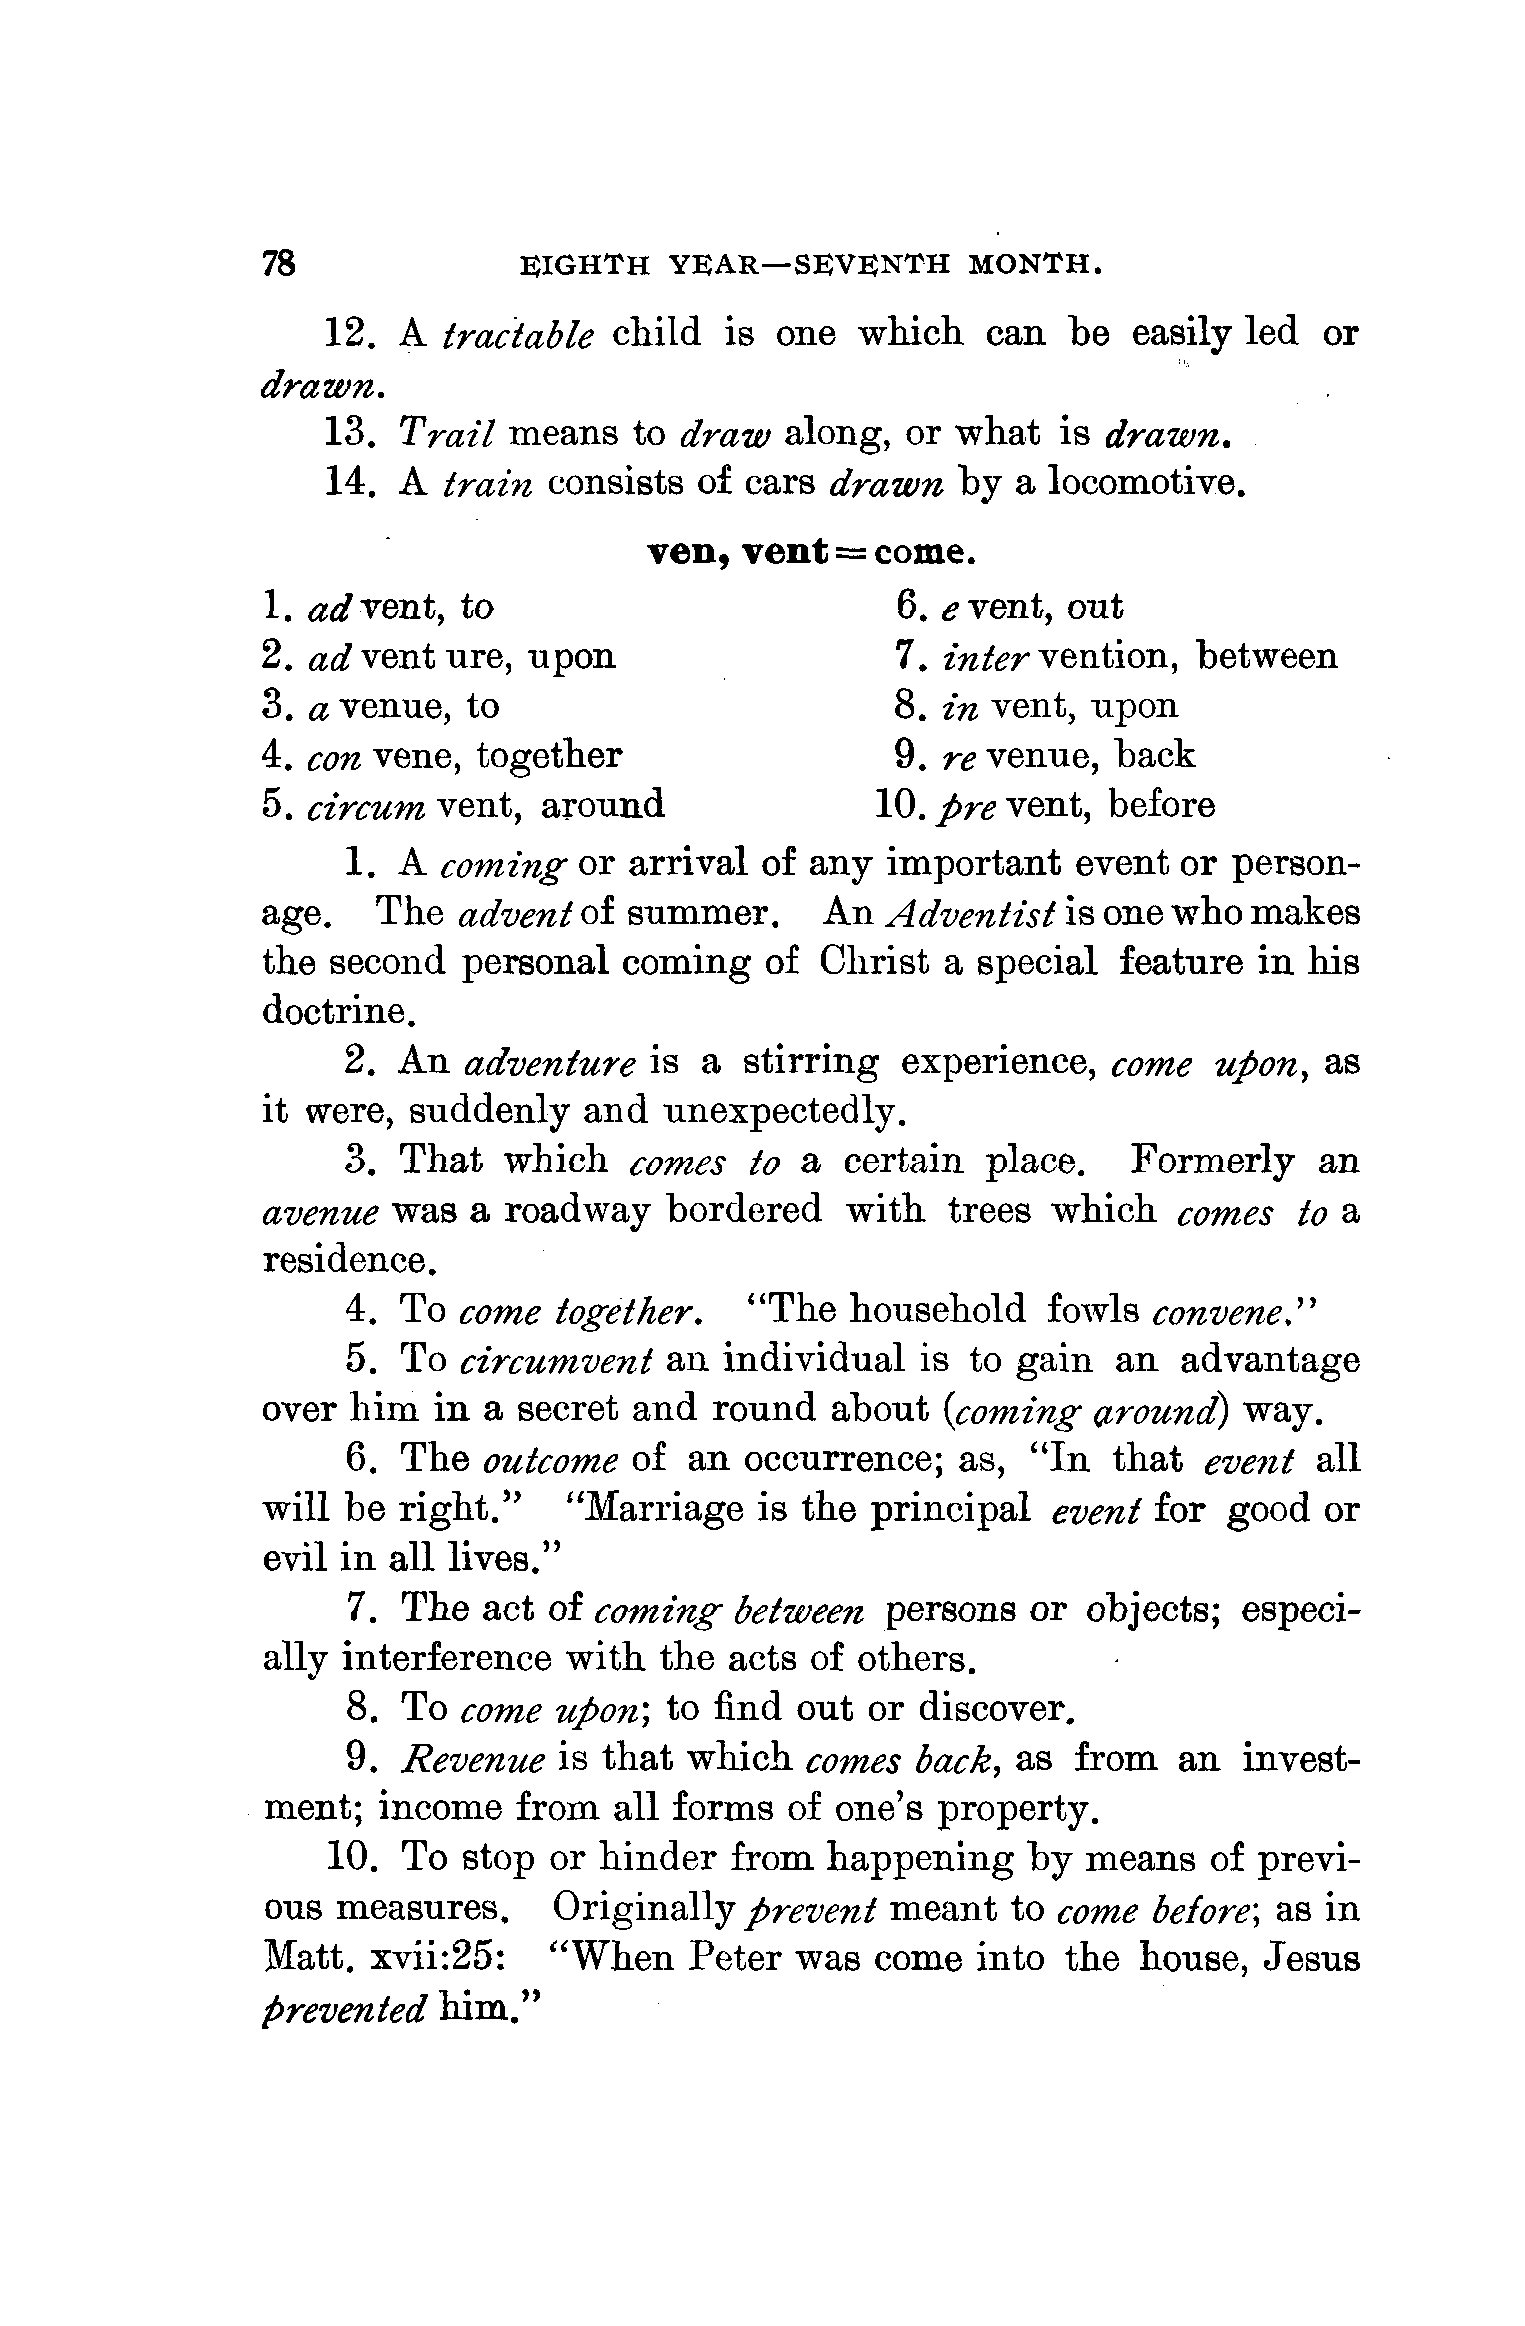 78 EIGHTH YEAR—SEVENTH MONTH.
12. A tractable child is one which can be easily led or
drawn.
13. Trail means to draw along, or what is drawn.
14. A train consists of cars drawn by a locomotive.
ven, vent=come.
1. ad vent, to
2. ad vent ure, upon
3. a venue, to
4. con vene, together
5. circum vent, around
6. e vent, out
7. inter vention, between
8. in vent, upon
9. re venue, back
10. pre vent, before
1. A coming or arrival of any important event or person-
age. The advent of summer. An Adventist is one who makes
the second personal coming of Christ a special feature in his
doctrine.
2. An adventure is a stirring experience, come upon, as
it were, suddenly and unexpectedly.
3. That which comes to a certain place. Formerly an
avenue was a roadway bordered with trees which comes to a
residence.
4. To come together. "The household fowls convene."
5. To circumvent an individual is to gain an advantage
over him in a secret and round about (coming around) way.
6. The outcome of an occurrence; as, "In that event all
will be right." "Marriage is the principal event for good or
evil in all lives."
7. The act of coming between persons or objects; especi-
ally interference with the acts of others.
8. To come upon; to find out or discover.
9. Revenue is that which comes back, as from an invest-
ment; income from all forms of one's property.
10. To stop or hinder from happening by means of previ-
ous measures. Originally prevent meant to come before; as in
Matt. xvii:25: "When Peter was come into the house, Jesus
prevented him."